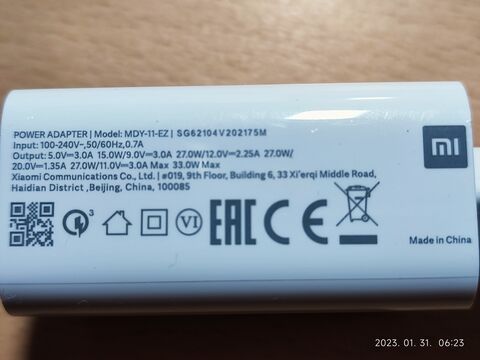 POWER ADAPTER | Model: MDY-11-EZ | SG62104V202175M
Input: 100-240V~,50/60Hz,0.7A
Output: 5.0V⎓3.0A 15.0W/9.0V⎓3.0A 27.0W/12.0V⎓2.25A 27.0W/
20.0V⎓1.35A 27.0W/11.0V⎓3.0A Max 33.0W Max
Xiaomi Communications Co., Ltd. | #019, 9th Floor, Building 6, 33 Xi'erqi Middle Road,
Haidian District ,Beijing, China, 100085
mi
3
VI
EAC CE
Made in China
2023. 01. 31. 06:23